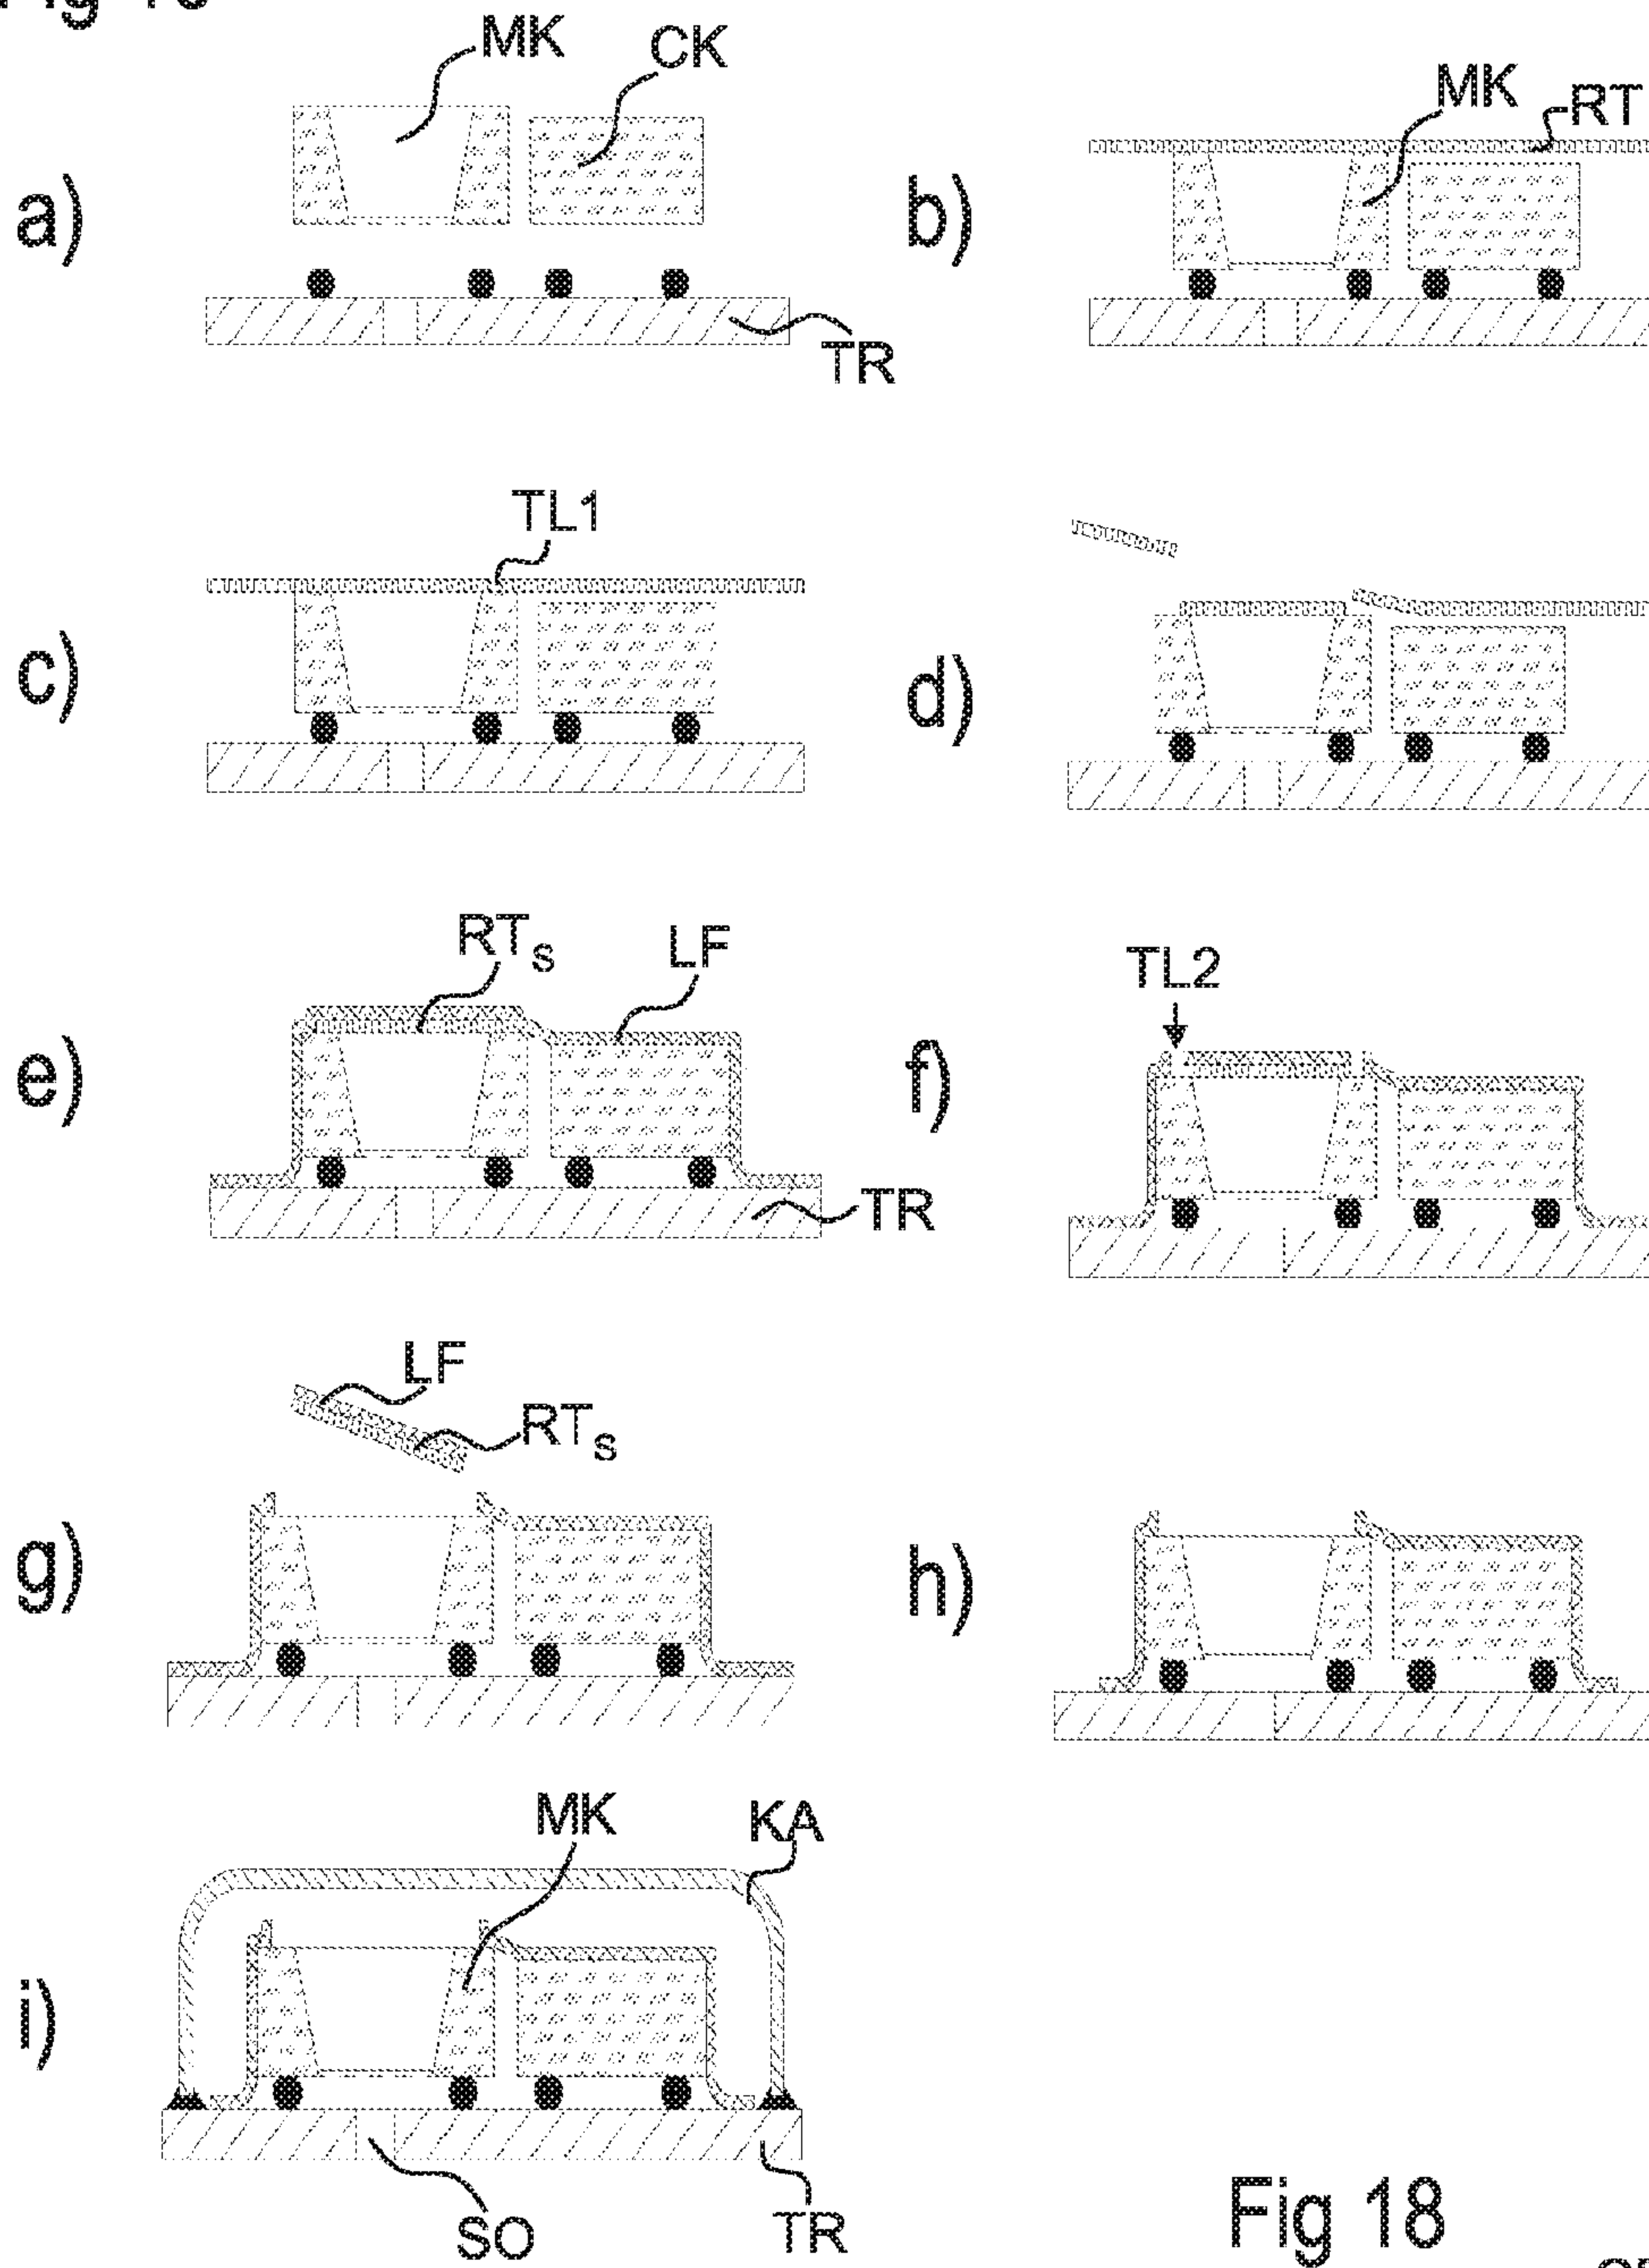 MK CK
MK RT
a) b)
TR
TL1
c) d)
RTS LF
TL2
e) f)
TR
LF
RTS
g) h)
MK KA
i)
SO TR
Fig 18